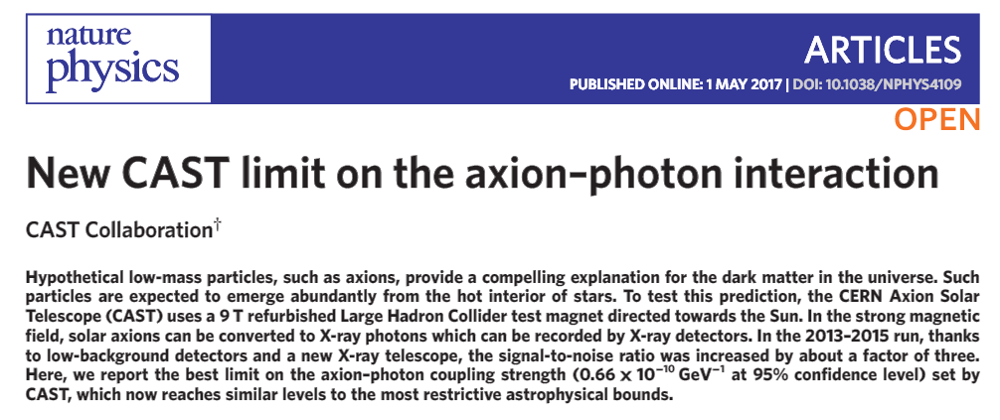 nature
physics
ARTICLES
PUBLISHED ONLINE: 1 MAY 2017 | DOI: 10.1038/NPHYS4109
OPEN
New CAST limit on the axion–photon interaction
CAST Collaboration†
Hypothetical low-mass particles, such as axions, provide a compelling explanation for the dark matter in the universe. Such
particles are expected to emerge abundantly from the hot interior of stars. To test this prediction, the CERN Axion Solar
Telescope (CAST) uses a 9 T refurbished Large Hadron Collider test magnet directed towards the Sun. In the strong magnetic
field, solar axions can be converted to X-ray photons which can be recorded by X-ray detectors. In the 2013–2015 run, thanks
to low-background detectors and a new X-ray telescope, the signal-to-noise ratio was increased by about a factor of three.
Here, we report the best limit on the axion–photon coupling strength (0.66 x 10⁻¹⁰ GeV⁻¹ at 95% confidence level) set by
CAST, which now reaches similar levels to the most restrictive astrophysical bounds.